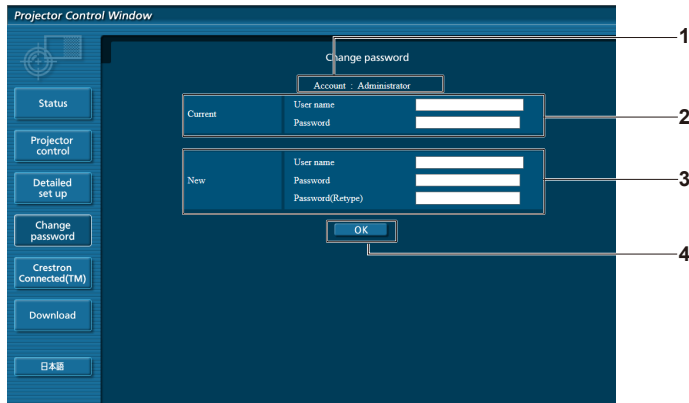 Projector Control Window
Change password
1
Account : Administrator
Status
Current
User name
Password
2
Projector
control
New
User name
Password
Password(Retype)
3
Detailed
set up
Change
password
OK
4
Crestron
Connected(TM)
Download
日本語